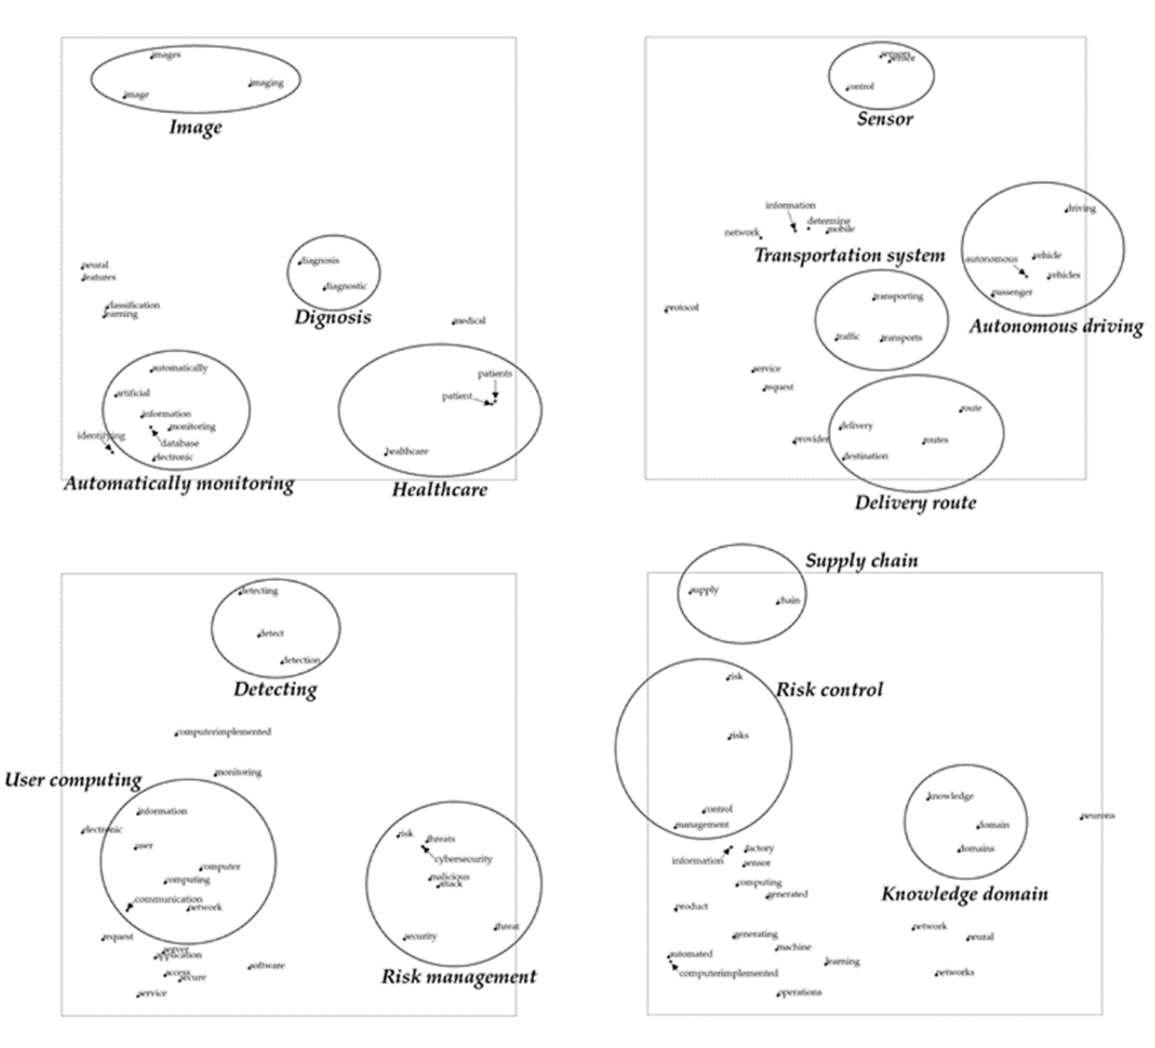 images
imaging
image
Image
neural
features
classification
learning
diagnosis
diagnostic
Dignosis
medical
automatically
artificial
information
monitoring
identifying
database
electronic
Automatically monitoring
patients
patient
healthcare
Healthcare
sensors
control
Sensor
information
determine
network
mobile
Transportation system
driving
autonomous
vehicle
vehicles
passenger
Autonomous driving
protocol
transporting
traffic
transports
service
request
provider
delivery
route
routes
destination
Delivery route
detecting
detect
detection
Detecting
computerimplemented
monitoring
User computing
information
electronic
user
computer
computing
communication
network
request
server
application
access
secure
software
service
risk
threats
cybersecurity
malicious
attack
threat
security
Risk management
Supply chain
supply
chain
risk
Risk control
risks
control
management
information
factory
sensor
computing
generated
product
generating
machine
automated
learning
computerimplemented
operations
knowledge
domain
domains
Knowledge domain
neurons
network
neural
networks